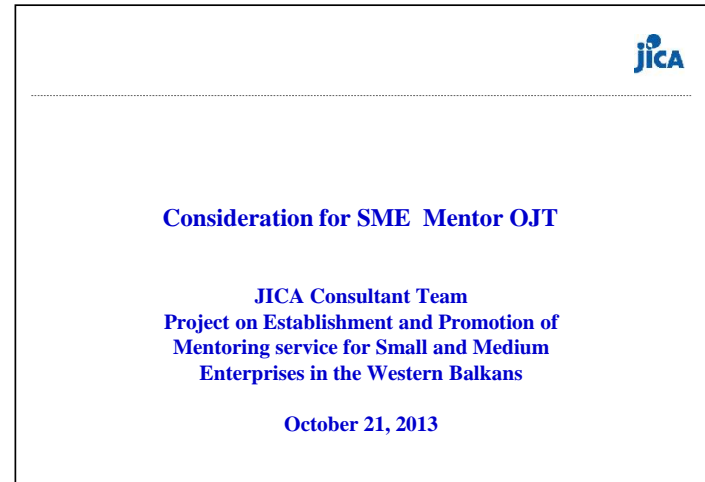 jica
Consideration for SME Mentor OJT
JICA Consultant Team
Project on Establishment and Promotion of
Mentoring service for Small and Medium
Enterprises in the Western Balkans
October 21, 2013